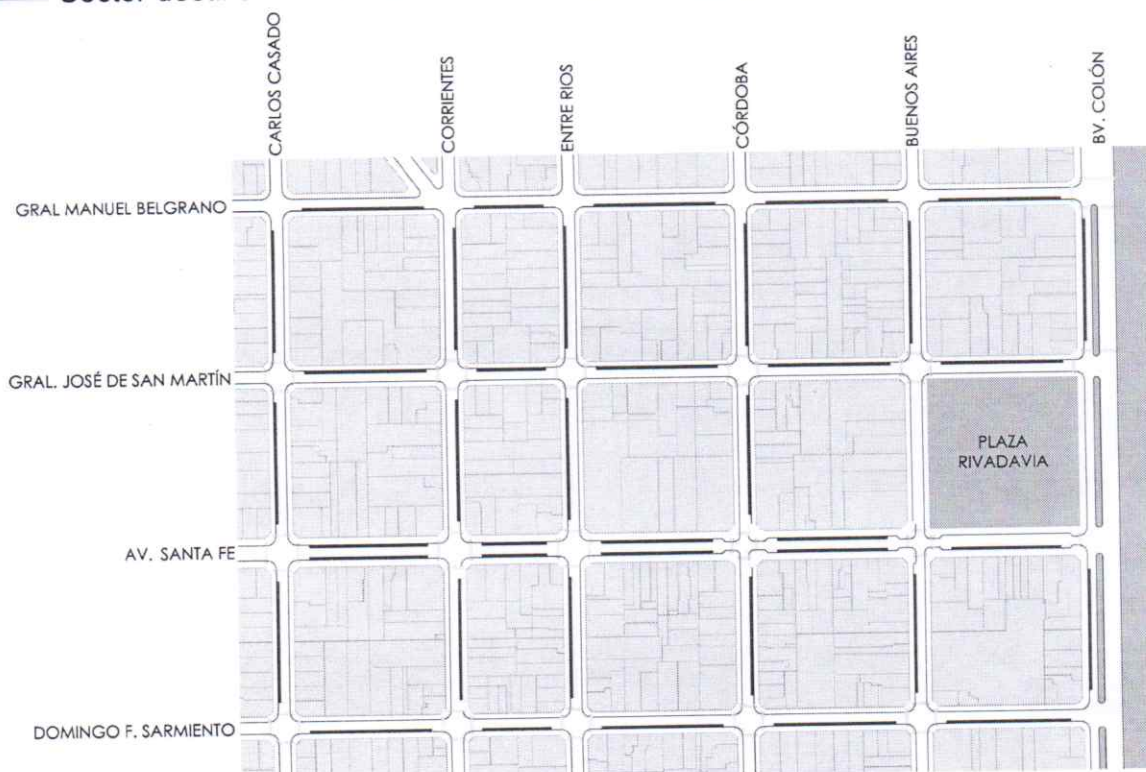 CARLOS CASADO
CORRIENTES
ENTRE RIOS
CÓRDOBA
BUENOS AIRES
BV. COLÓN
GRAL MANUEL BELGRANO
GRAL. JOSÉ DE SAN MARTÍN
PLAZA
RIVADAVIA
AV. SANTA FE
DOMINGO F. SARMIENTO